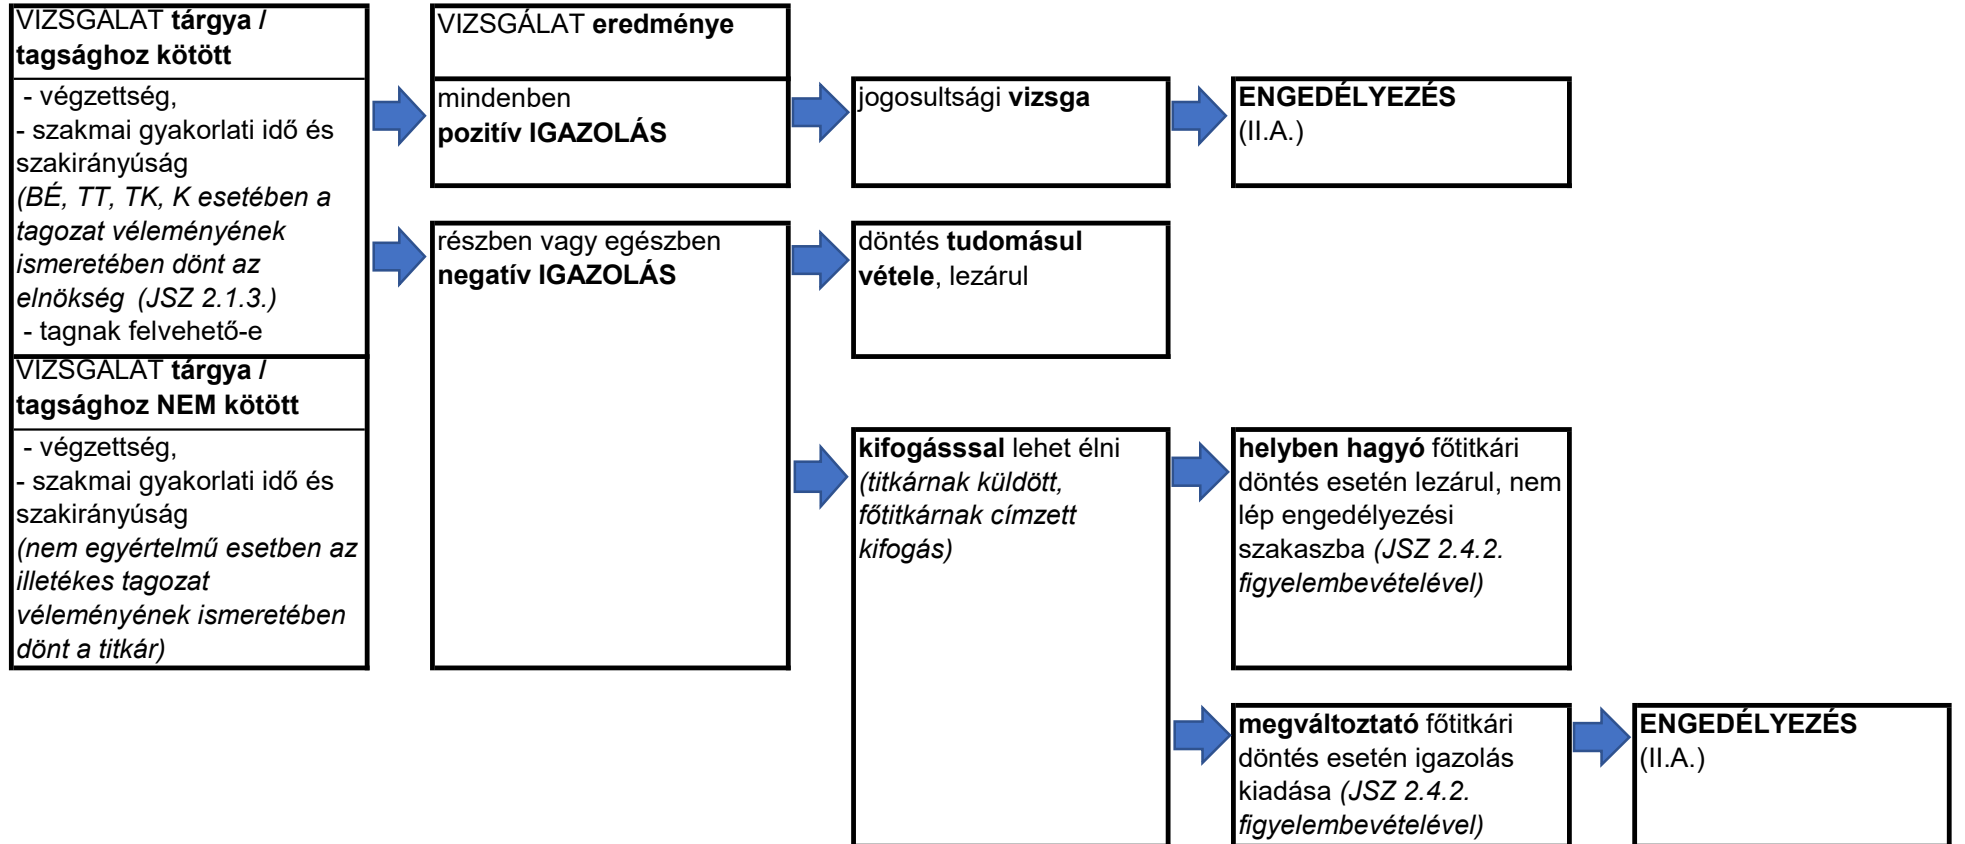 VIZSGÁLAT tárgya /
tagsághoz kötött
- végzettség,
- szakmai gyakorlati idő és
szakirányúság
(BÉ, TT, TK, K esetében a
tagozat véleményének
ismeretében dönt az
elnökség (JSZ 2.1.3.)
- tagnak felvehető-e
VIZSGÁLAT tárgya /
tagsághoz NEM kötött
- végzettség,
- szakmai gyakorlati idő és
szakirányúság
(nem egyértelmű esetben az
illetékes tagozat
véleményének ismeretében
dönt a titkár)
VIZSGÁLAT eredménye
mindenben
pozitív IGAZOLÁS
jogosultsági vizsga
ENGEDÉLYEZÉS
(II.A.)
részben vagy egészben
negatív IGAZOLÁS
döntés tudomásul
vétele, lezárul
kifogásssal lehet élni
(titkárnak küldött,
főtitkárnak címzett
kifogás)
helyben hagyó főtitkári
döntés esetén lezárul, nem
lép engedélyezési
szakaszba (JSZ 2.4.2.
figyelembevételével)
megváltoztató főtitkári
döntés esetén igazolás
kiadása (JSZ 2.4.2.
figyelembevételével)
ENGEDÉLYEZÉS
(II.A.)